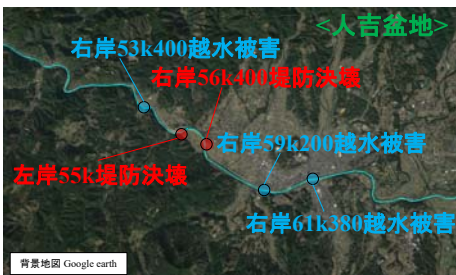 <人吉盆地>
右岸53k400越水被害
右岸56k400堤防決壊
右岸59k200越水被害
左岸55k堤防決壊
右岸61k380越水被害
背景地図 Google earth